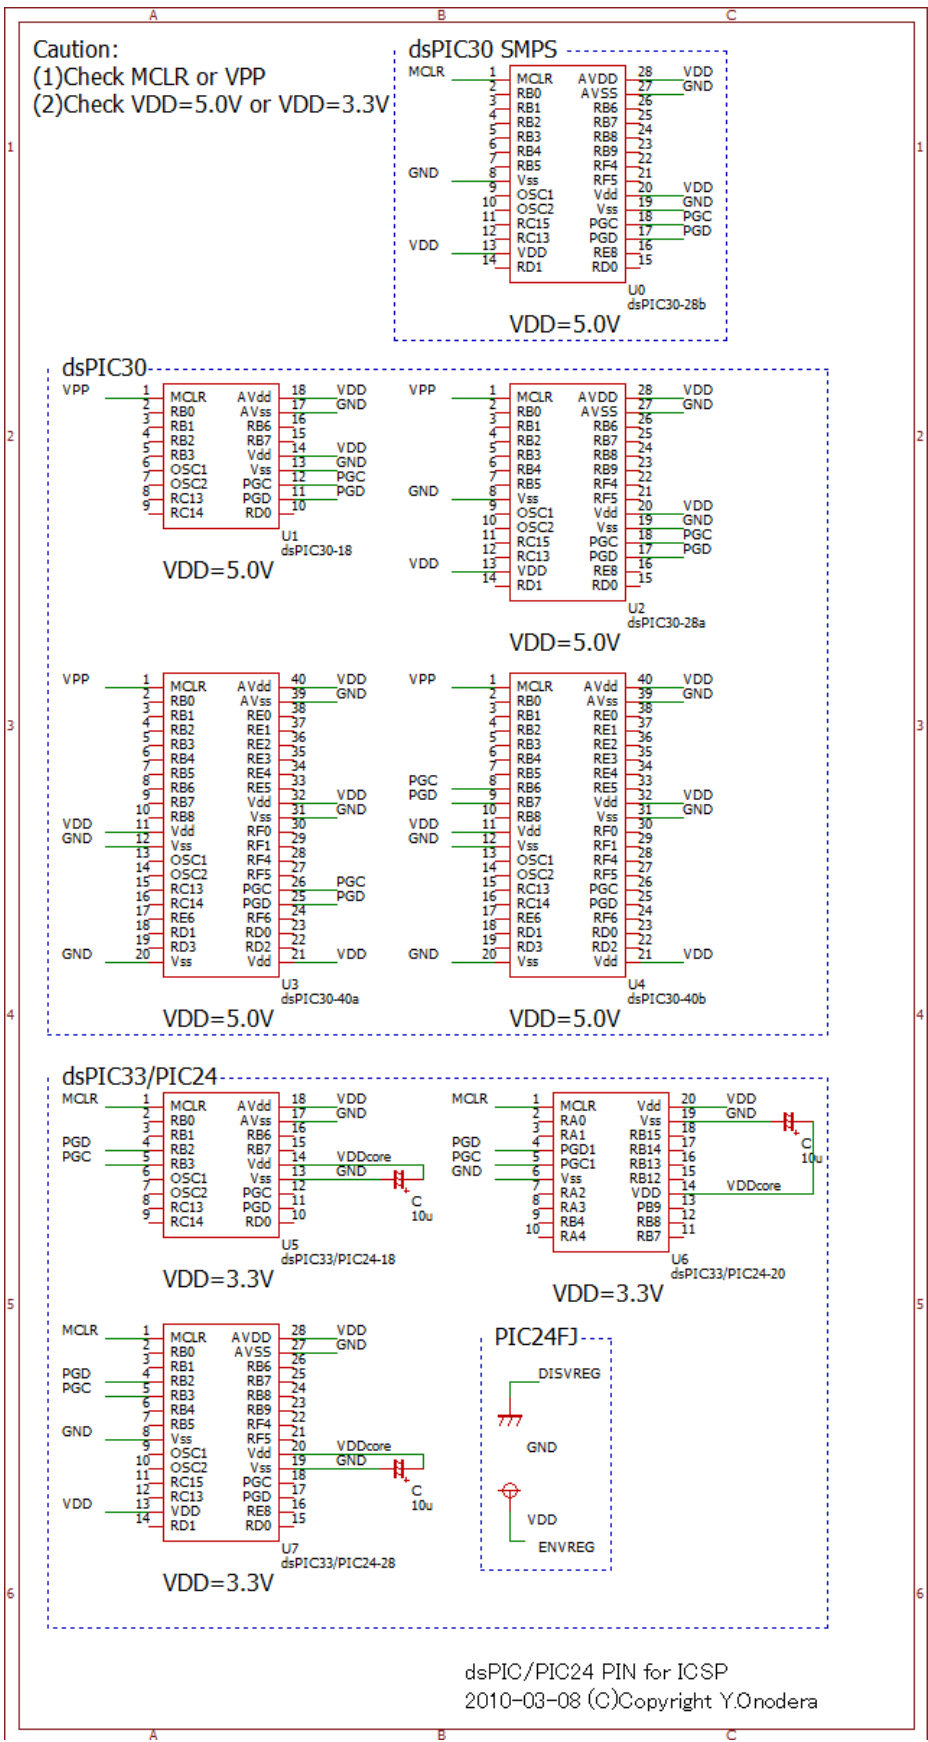 A B C
Caution:
(1)Check MCLR or VPP
(2)Check VDD=5.0V or VDD=3.3V
1 1
dsPIC30 SMPS
MCLR 1 MCLR AVDD 28 VDD
2 RB0 AVSS 27 GND
3 RB1 RB6 26
4 RB2 RB7 25
5 RB3 RB8 24
6 RB4 RB9 23
7 RB5 RF4 22
GND 8 Vss RF5 21
9 OSC1 Vdd 20 VDD
10 OSC2 Vss 19 GND
11 RC15 PGC 18 PGC
12 RC13 PGD 17 PGD
VDD 13 VDD RE8 16
14 RD1 RD0 15
U0
dsPIC30-28b
VDD=5.0V
2 2
dsPIC30
VPP 1 MCLR AVdd 18 VDD
2 RB0 AVss 17 GND
3 RB1 RB6 16
4 RB2 RB7 15
5 RB3 Vdd 14 VDD
6 OSC1 Vss 13 GND
7 OSC2 PGC 12 PGC
8 RC13 PGD 11 PGD
9 RC14 RD0 10
U1
dsPIC30-18
VDD=5.0V
VPP 1 MCLR AVDD 28 VDD
2 RB0 AVSS 27 GND
3 RB1 RB6 26
4 RB2 RB7 25
5 RB3 RB8 24
6 RB4 RB9 23
7 RB5 RF4 22
GND 8 Vss RF5 21
9 OSC1 Vdd 20 VDD
10 OSC2 Vss 19 GND
11 RC15 PGC 18 PGC
12 RC13 PGD 17 PGD
VDD 13 VDD RE8 16
14 RD1 RD0 15
U2
dsPIC30-28a
VDD=5.0V
3 3
VPP 1 MCLR AVdd 40 VDD
2 RB0 AVss 39 GND
3 RB1 RE0 38
4 RB2 RE1 37
5 RB3 RE2 36
6 RB4 RE3 35
7 RB5 RE4 34
8 RB6 RE5 33
9 RB7 Vdd 32 VDD
10 RB8 Vss 31 GND
VDD 11 Vdd RF0 30
GND 12 Vss RF1 29
13 OSC1 RF4 28
14 OSC2 RF5 27
15 RC13 PGC 26 PGC
16 RC14 PGD 25 PGD
17 RE6 RF6 24
18 RD1 RD0 23
19 RD3 RD2 22
GND 20 Vss Vdd 21 VDD
U3
dsPIC30-40a
VDD=5.0V
VPP 1 MCLR AVdd 40 VDD
2 RB0 AVss 39 GND
3 RB1 RE0 38
4 RB2 RE1 37
5 RB3 RE2 36
6 RB4 RE3 35
7 RB5 RE4 34
PGC 8 RB6 RE5 33
PGD 9 RB7 Vdd 32 VDD
10 RB8 Vss 31 GND
VDD 11 Vdd RF0 30
GND 12 Vss RF1 29
13 OSC1 RF4 28
14 OSC2 RF5 27
15 RC13 PGC 26
16 RC14 PGD 25
17 RE6 RF6 24
18 RD1 RD0 23
19 RD3 RD2 22
GND 20 Vss Vdd 21 VDD
U4
dsPIC30-40b
VDD=5.0V
4 4
dsPIC33/PIC24
MCLR 1 MCLR AVdd 18 VDD
2 RB0 AVss 17 GND
3 RB1 RB6 16
PGD 4 RB2 RB7 15
PGC 5 RB3 Vdd 14 VDDcore
6 OSC1 Vss 13 GND
7 OSC2 PGC 12
8 RC13 PGD 11
9 RC14 RD0 10
C
10u
U5
dsPIC33/PIC24-18
VDD=3.3V
MCLR 1 MCLR Vdd 20 VDD
2 RA0 Vss 19 GND
3 RA1 RB15 18
PGD 4 PGD1 RB14 17
PGC 5 PGC1 RB13 16
GND 6 Vss RB12 15
7 RA2 VDD 14 VDDcore
8 RA3 PB9 13
9 RB4 RB8 12
10 RA4 RB7 11
C
10u
U6
dsPIC33/PIC24-20
VDD=3.3V
5 5
MCLR 1 MCLR AVDD 28 VDD
2 RB0 AVSS 27 GND
3 RB1 RB6 26
PGD 4 RB2 RB7 25
PGC 5 RB3 RB8 24
6 RB4 RB9 23
7 RB5 RF4 22
GND 8 Vss RF5 21
9 OSC1 Vdd 20 VDDcore
10 OSC2 Vss 19 GND
11 RC15 PGC 18
12 RC13 PGD 17
VDD 13 VDD RE8 16
14 RD1 RD0 15
C
10u
U7
dsPIC33/PIC24-28
VDD=3.3V
PIC24FJ
DISVREG
GND
VDD
ENVREG
6 6
dsPIC/PIC24 PIN for ICSP
2010-03-08 (C)Copyright Y.Onodera
A B C